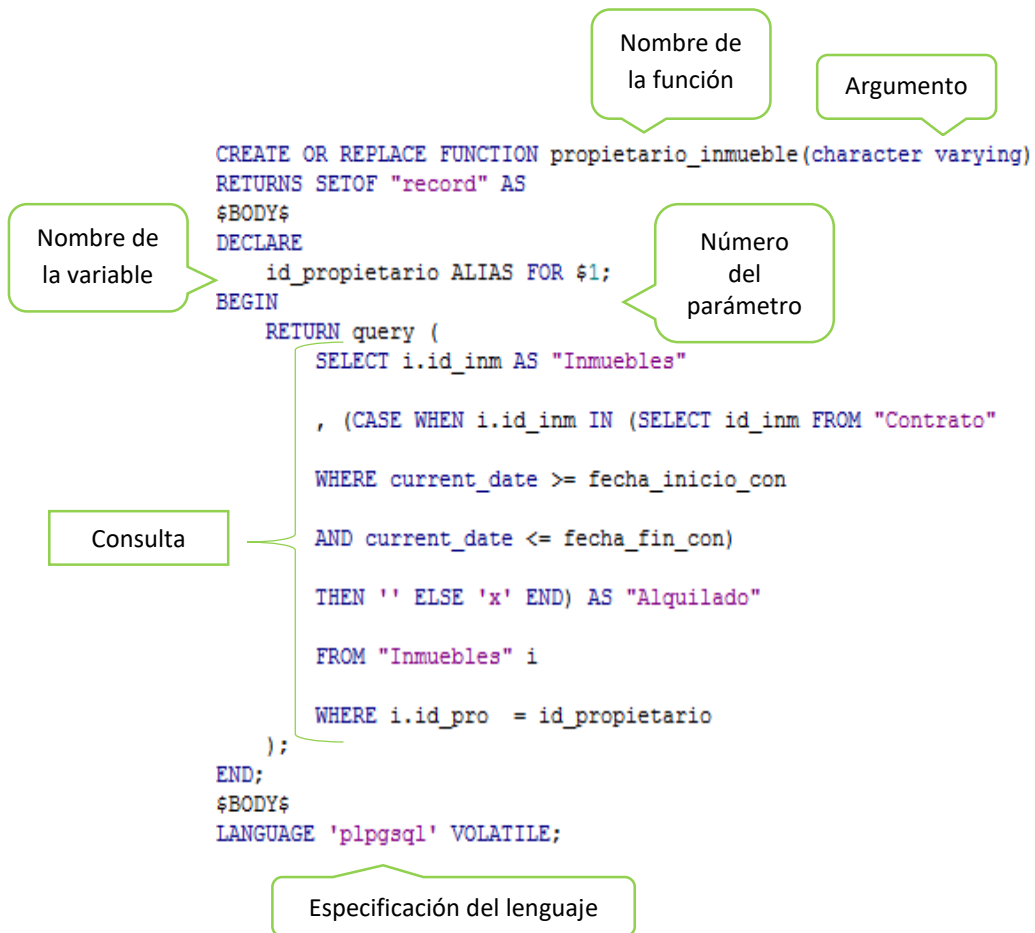 Nombre de
la función
Argumento
CREATE OR REPLACE FUNCTION propietario_inmueble(character varying)
RETURNS SETOF "record" AS
$BODY$
DECLARE
Nombre de
la variable
Número
del
parámetro
id_propietario ALIAS FOR $1;
BEGIN
RETURN query (
SELECT i.id_inm AS "Inmuebles"
, (CASE WHEN i.id_inm IN (SELECT id_inm FROM "Contrato"
WHERE current_date >= fecha_inicio_con
Consulta
AND current_date <= fecha_fin_con)
THEN '' ELSE 'x' END) AS "Alquilado"
FROM "Inmuebles" i
WHERE i.id_pro  = id_propietario
);
END;
$BODY$
LANGUAGE 'plpgsql' VOLATILE;
Especificación del lenguaje